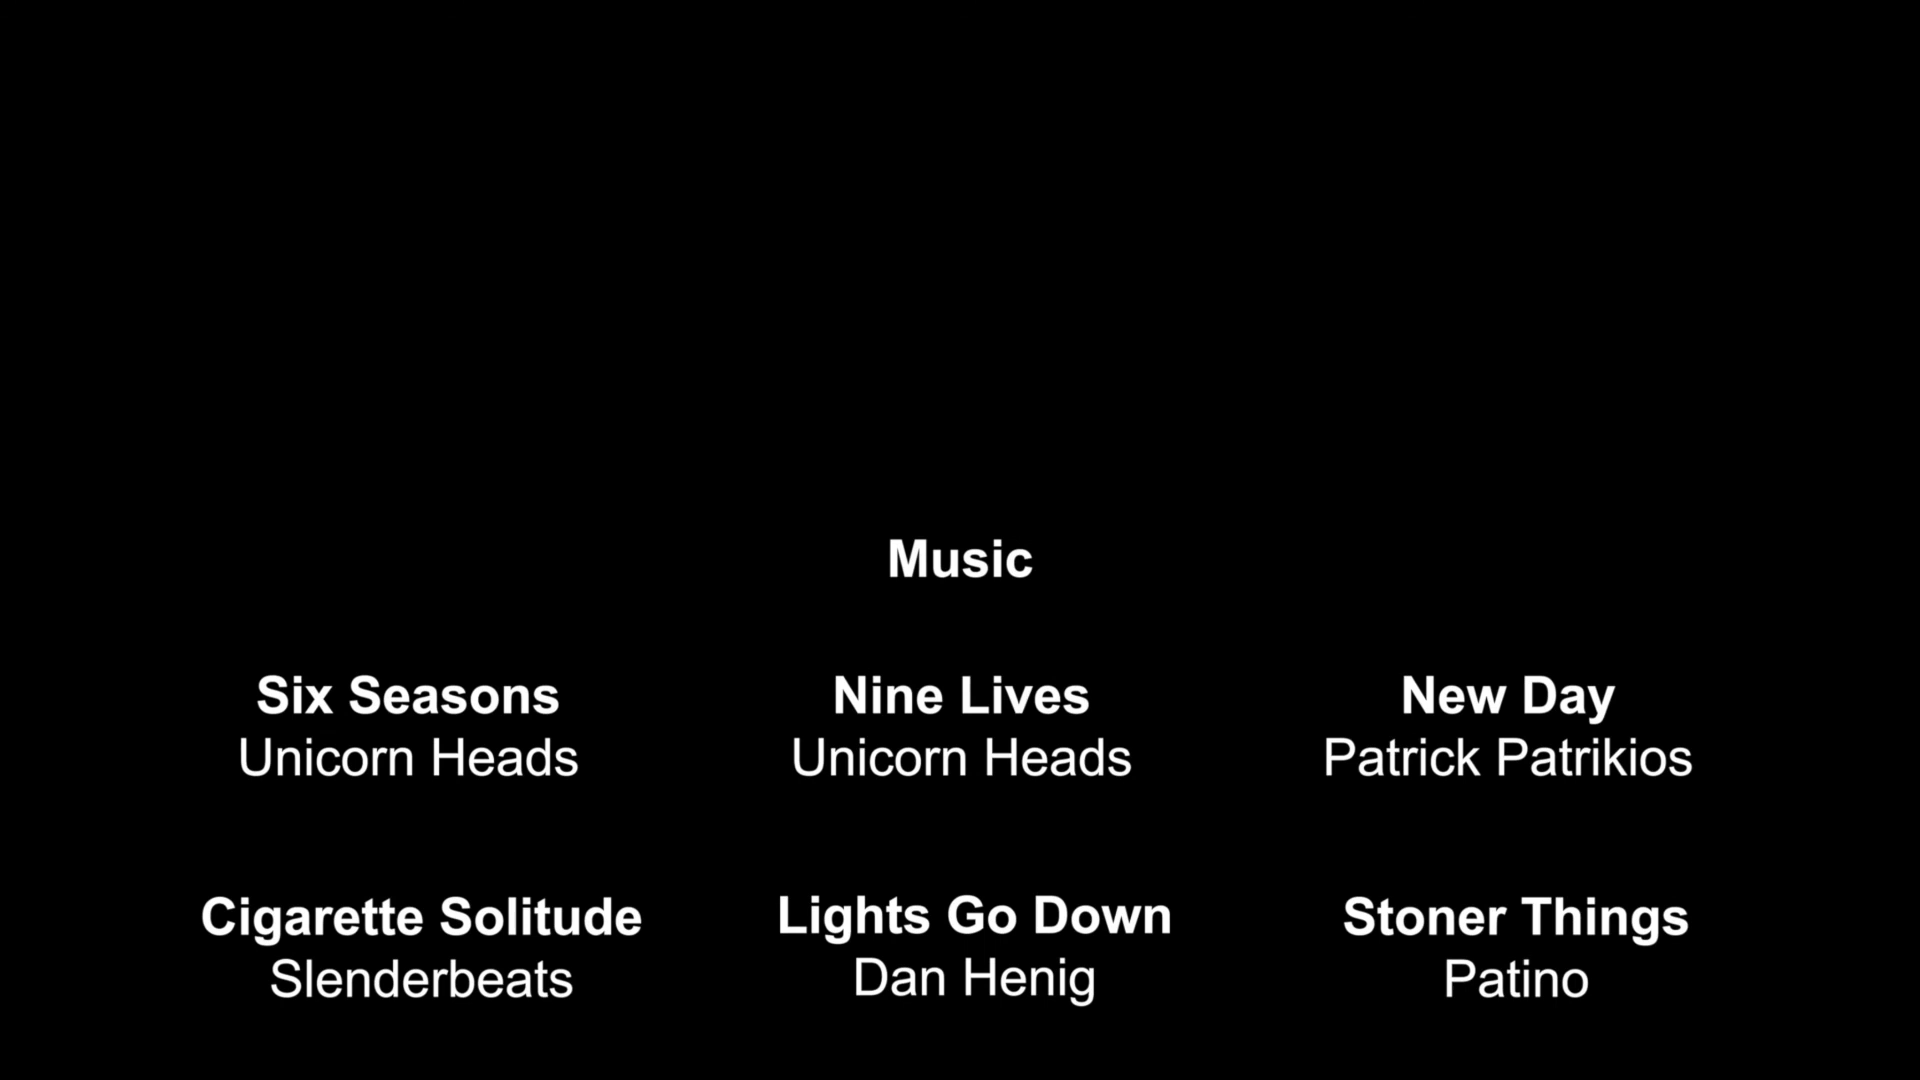 Music
Six Seasons
Unicorn Heads
Nine Lives
Unicorn Heads
New Day
Patrick Patrikios
Cigarette Solitude
Slenderbeats
Lights Go Down
Dan Henig
Stoner Things
Patino